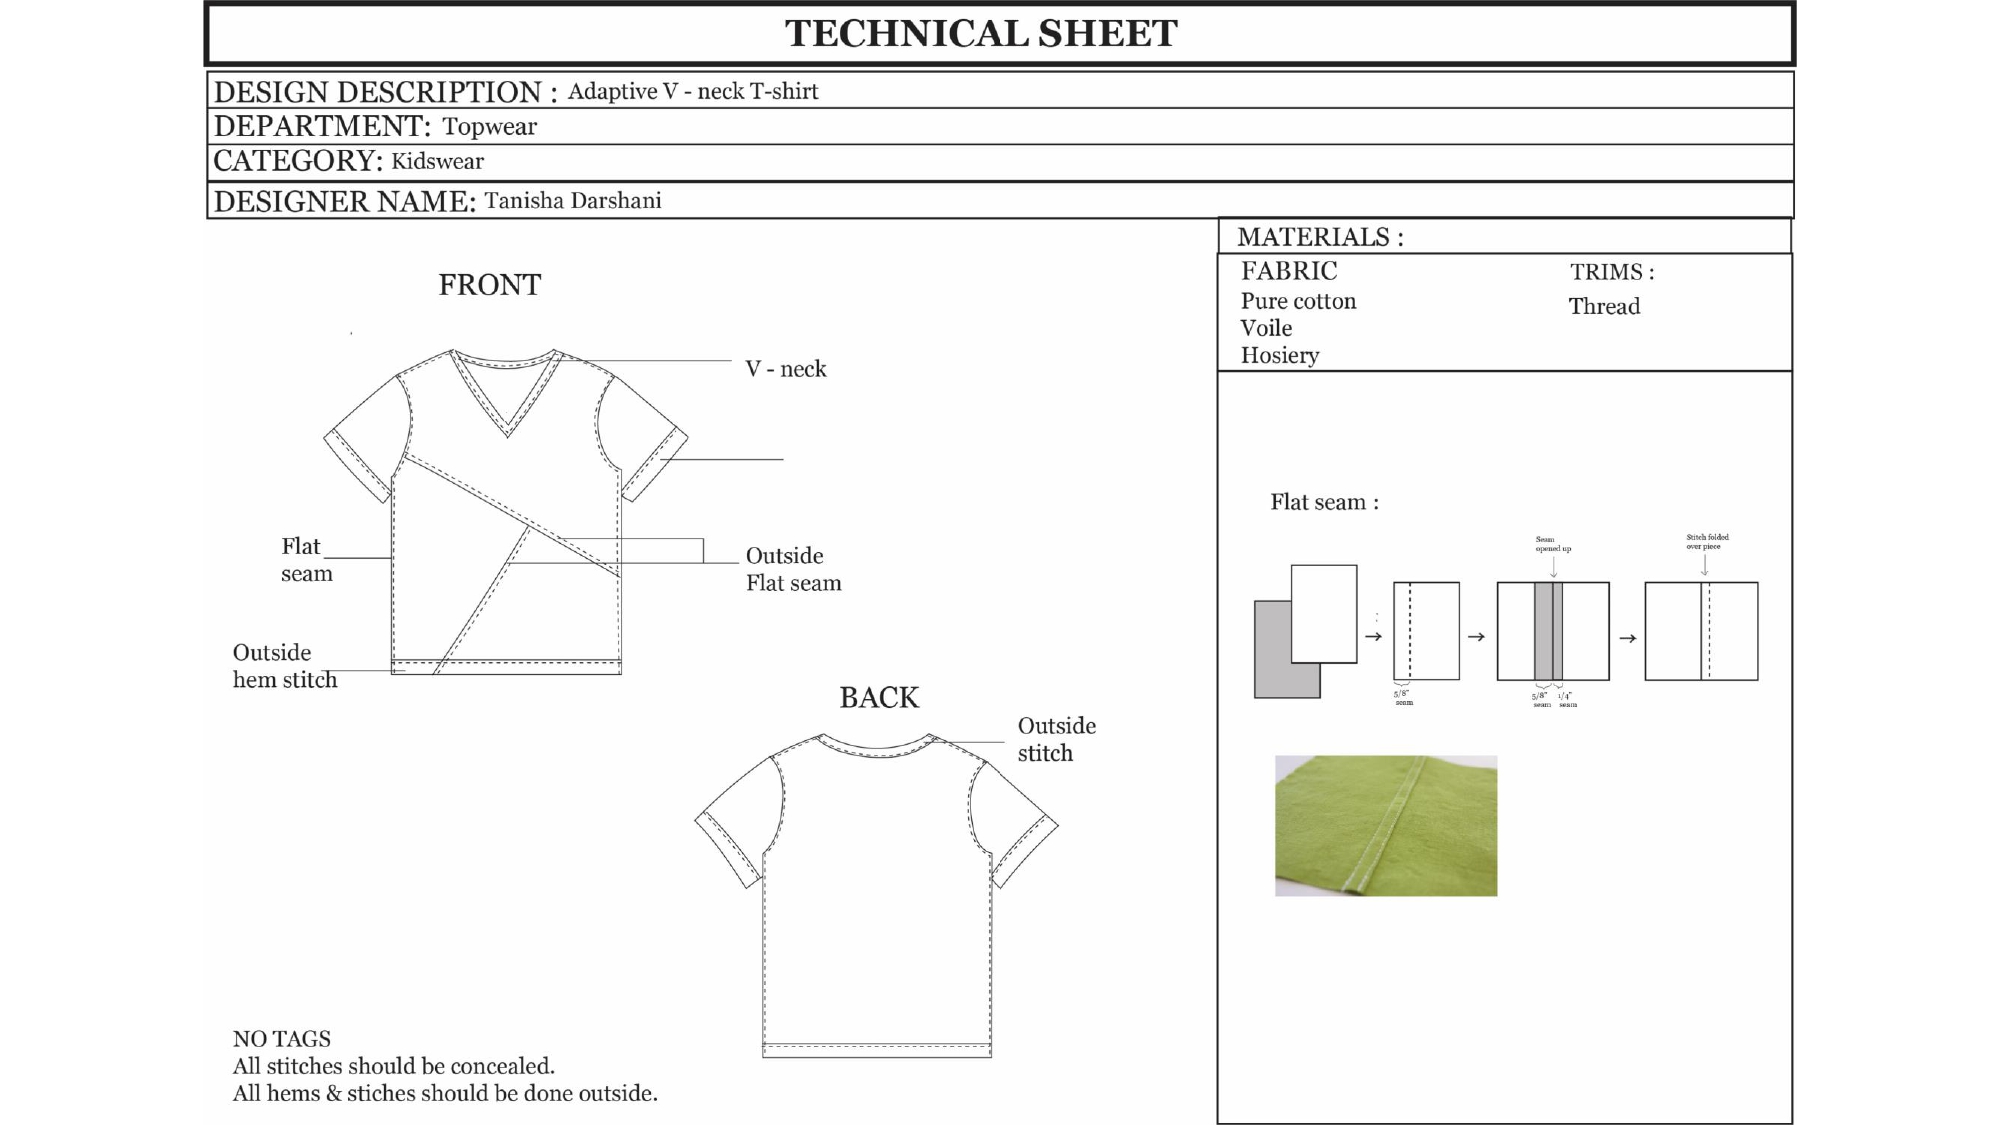 TECHNICAL SHEET
DESIGN DESCRIPTION : Adaptive V - neck T-shirt
DEPARTMENT: Topwear
CATEGORY: Kidswear
DESIGNER NAME: Tanisha Darshani
MATERIALS :
FABRIC
Pure cotton
Voile
Hosiery
TRIMS :
Thread
FRONT
V - neck
Flat
seam
Outside
Flat seam
Outside
hem stitch
BACK
Outside
stitch
Flat seam :
Seam
opened up
Stitch folded
over piece
5/8"
seam
5/8"
seam
1/4"
seam
NO TAGS
All stitches should be concealed.
All hems & stiches should be done outside.